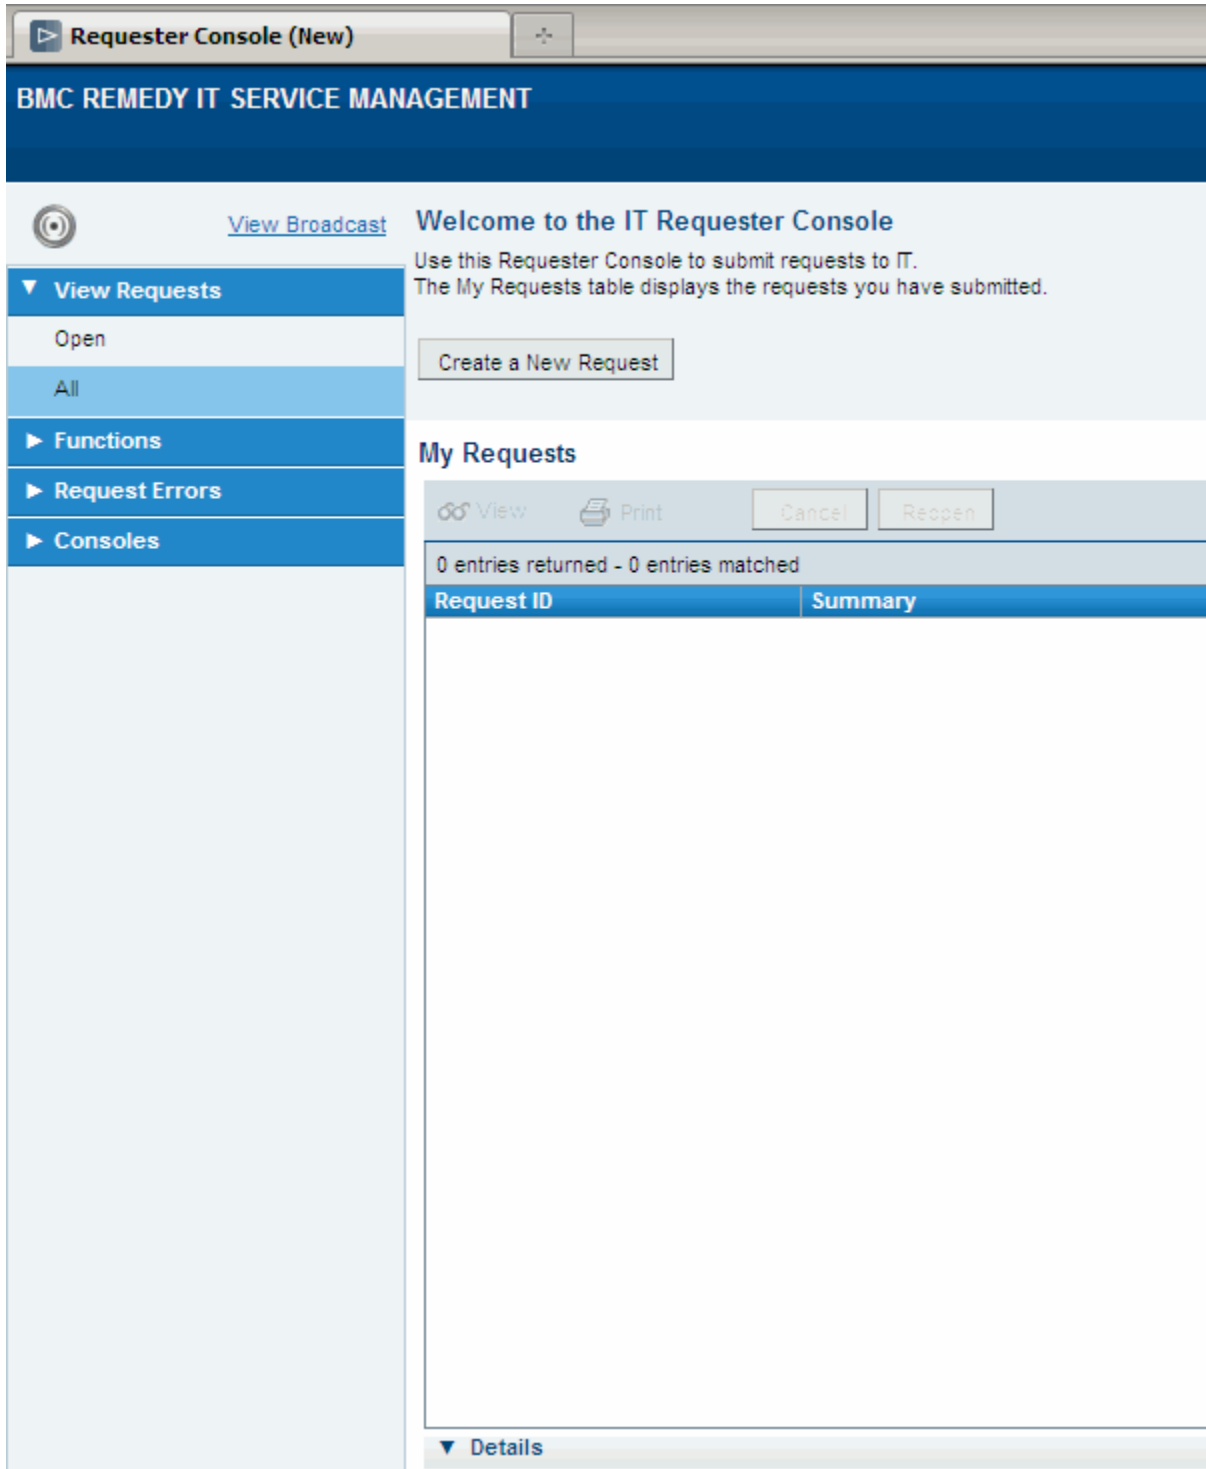 Requester Console (New)
BMC REMEDY IT SERVICE MANAGEMENT
View Broadcast
View Requests
Open
All
Functions
Request Errors
Consoles
Welcome to the IT Requester Console
Use this Requester Console to submit requests to IT.
The My Requests table displays the requests you have submitted.
Create a New Request
My Requests
View Print Cancel Reopen
0 entries returned - 0 entries matched
Request ID Summary
Details